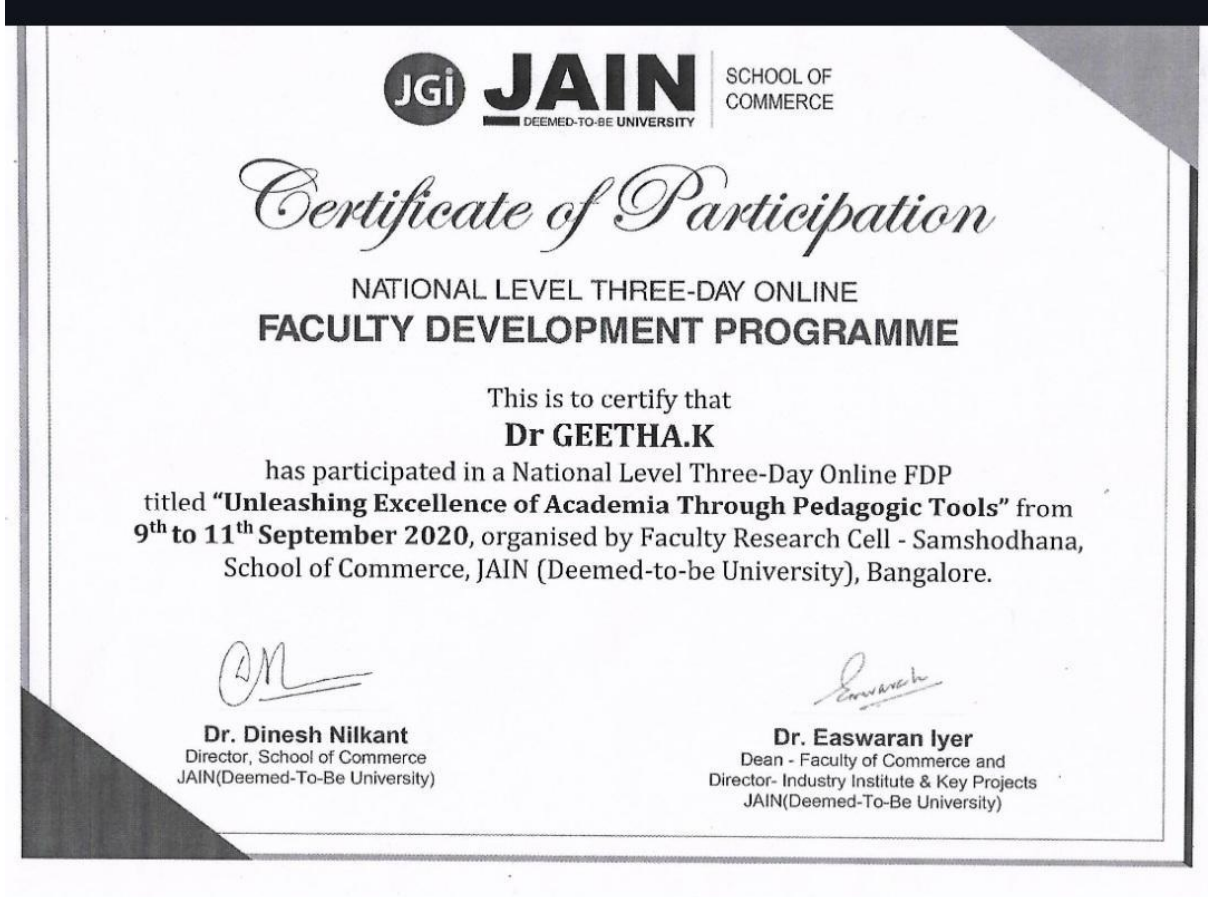 JGi JAIN SCHOOL OF
DEEMED-TO-BE UNIVERSITY COMMERCE
Certificate of Participation
NATIONAL LEVEL THREE-DAY ONLINE
FACULTY DEVELOPMENT PROGRAMME
This is to certify that
Dr GEETHA.K
has participated in a National Level Three-Day Online FDP
titled “Unleashing Excellence of Academia Through Pedagogic Tools” from
9th to 11th September 2020, organised by Faculty Research Cell - Samshodhana,
School of Commerce, JAIN (Deemed-to-be University), Bangalore.
Dr. Dinesh Nilkant
Director, School of Commerce
JAIN(Deemed-To-Be University)
Dr. Easwaran Iyer
Dean - Faculty of Commerce and
Director- Industry Institute & Key Projects
JAIN(Deemed-To-Be University)